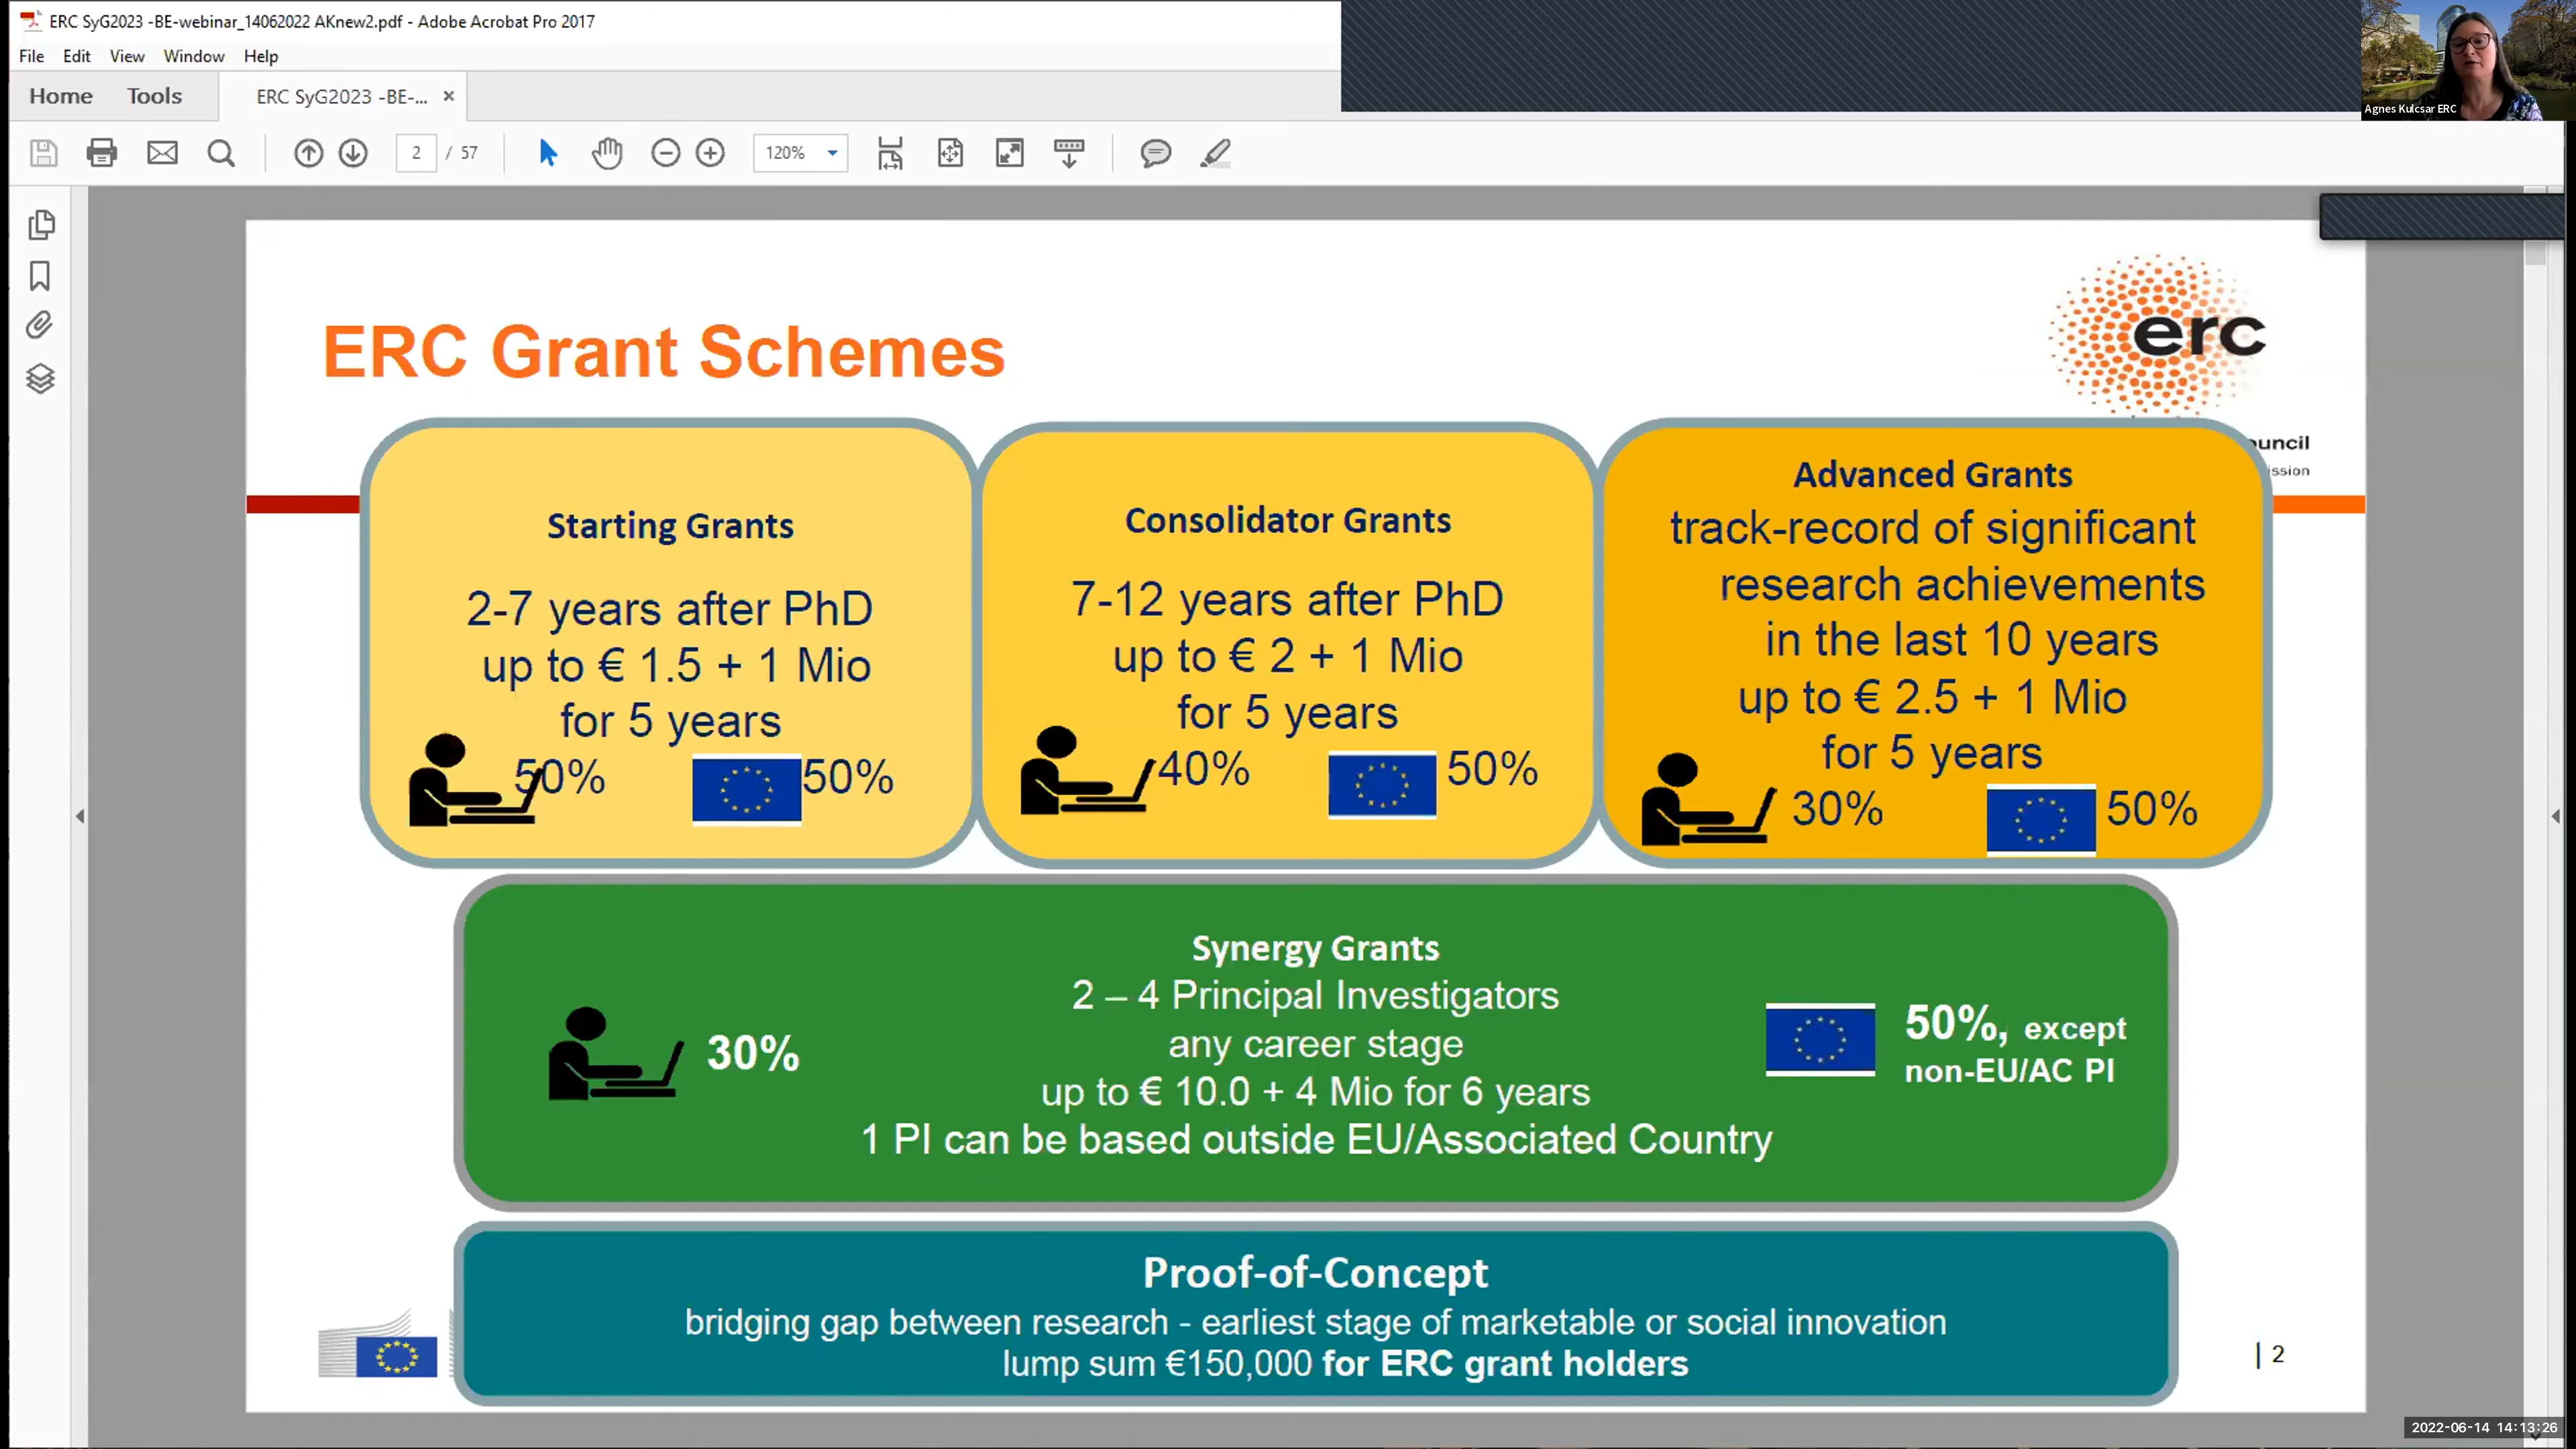 ERC SyG2023 -BE-webinar_14062022 AKnew2.pdf - Adobe Acrobat Pro 2017
File Edit View Window Help
Home Tools ERC SyG2023 -BE-... ×
2 / 57 120%
Agnes Kulcsar ERC
ERC Grant Schemes
erc
uncil
ission
Starting Grants
2-7 years after PhD
up to € 1.5 + 1 Mio
for 5 years
50% 50%
Consolidator Grants
7-12 years after PhD
up to € 2 + 1 Mio
for 5 years
40% 50%
Advanced Grants
track-record of significant
research achievements
in the last 10 years
up to € 2.5 + 1 Mio
for 5 years
30% 50%
Synergy Grants
2 – 4 Principal Investigators
any career stage
up to € 10.0 + 4 Mio for 6 years
1 PI can be based outside EU/Associated Country
30%
50%, except
non-EU/AC PI
Proof-of-Concept
bridging gap between research - earliest stage of marketable or social innovation
lump sum €150,000 for ERC grant holders
| 2
2022-06-14 14:13:26